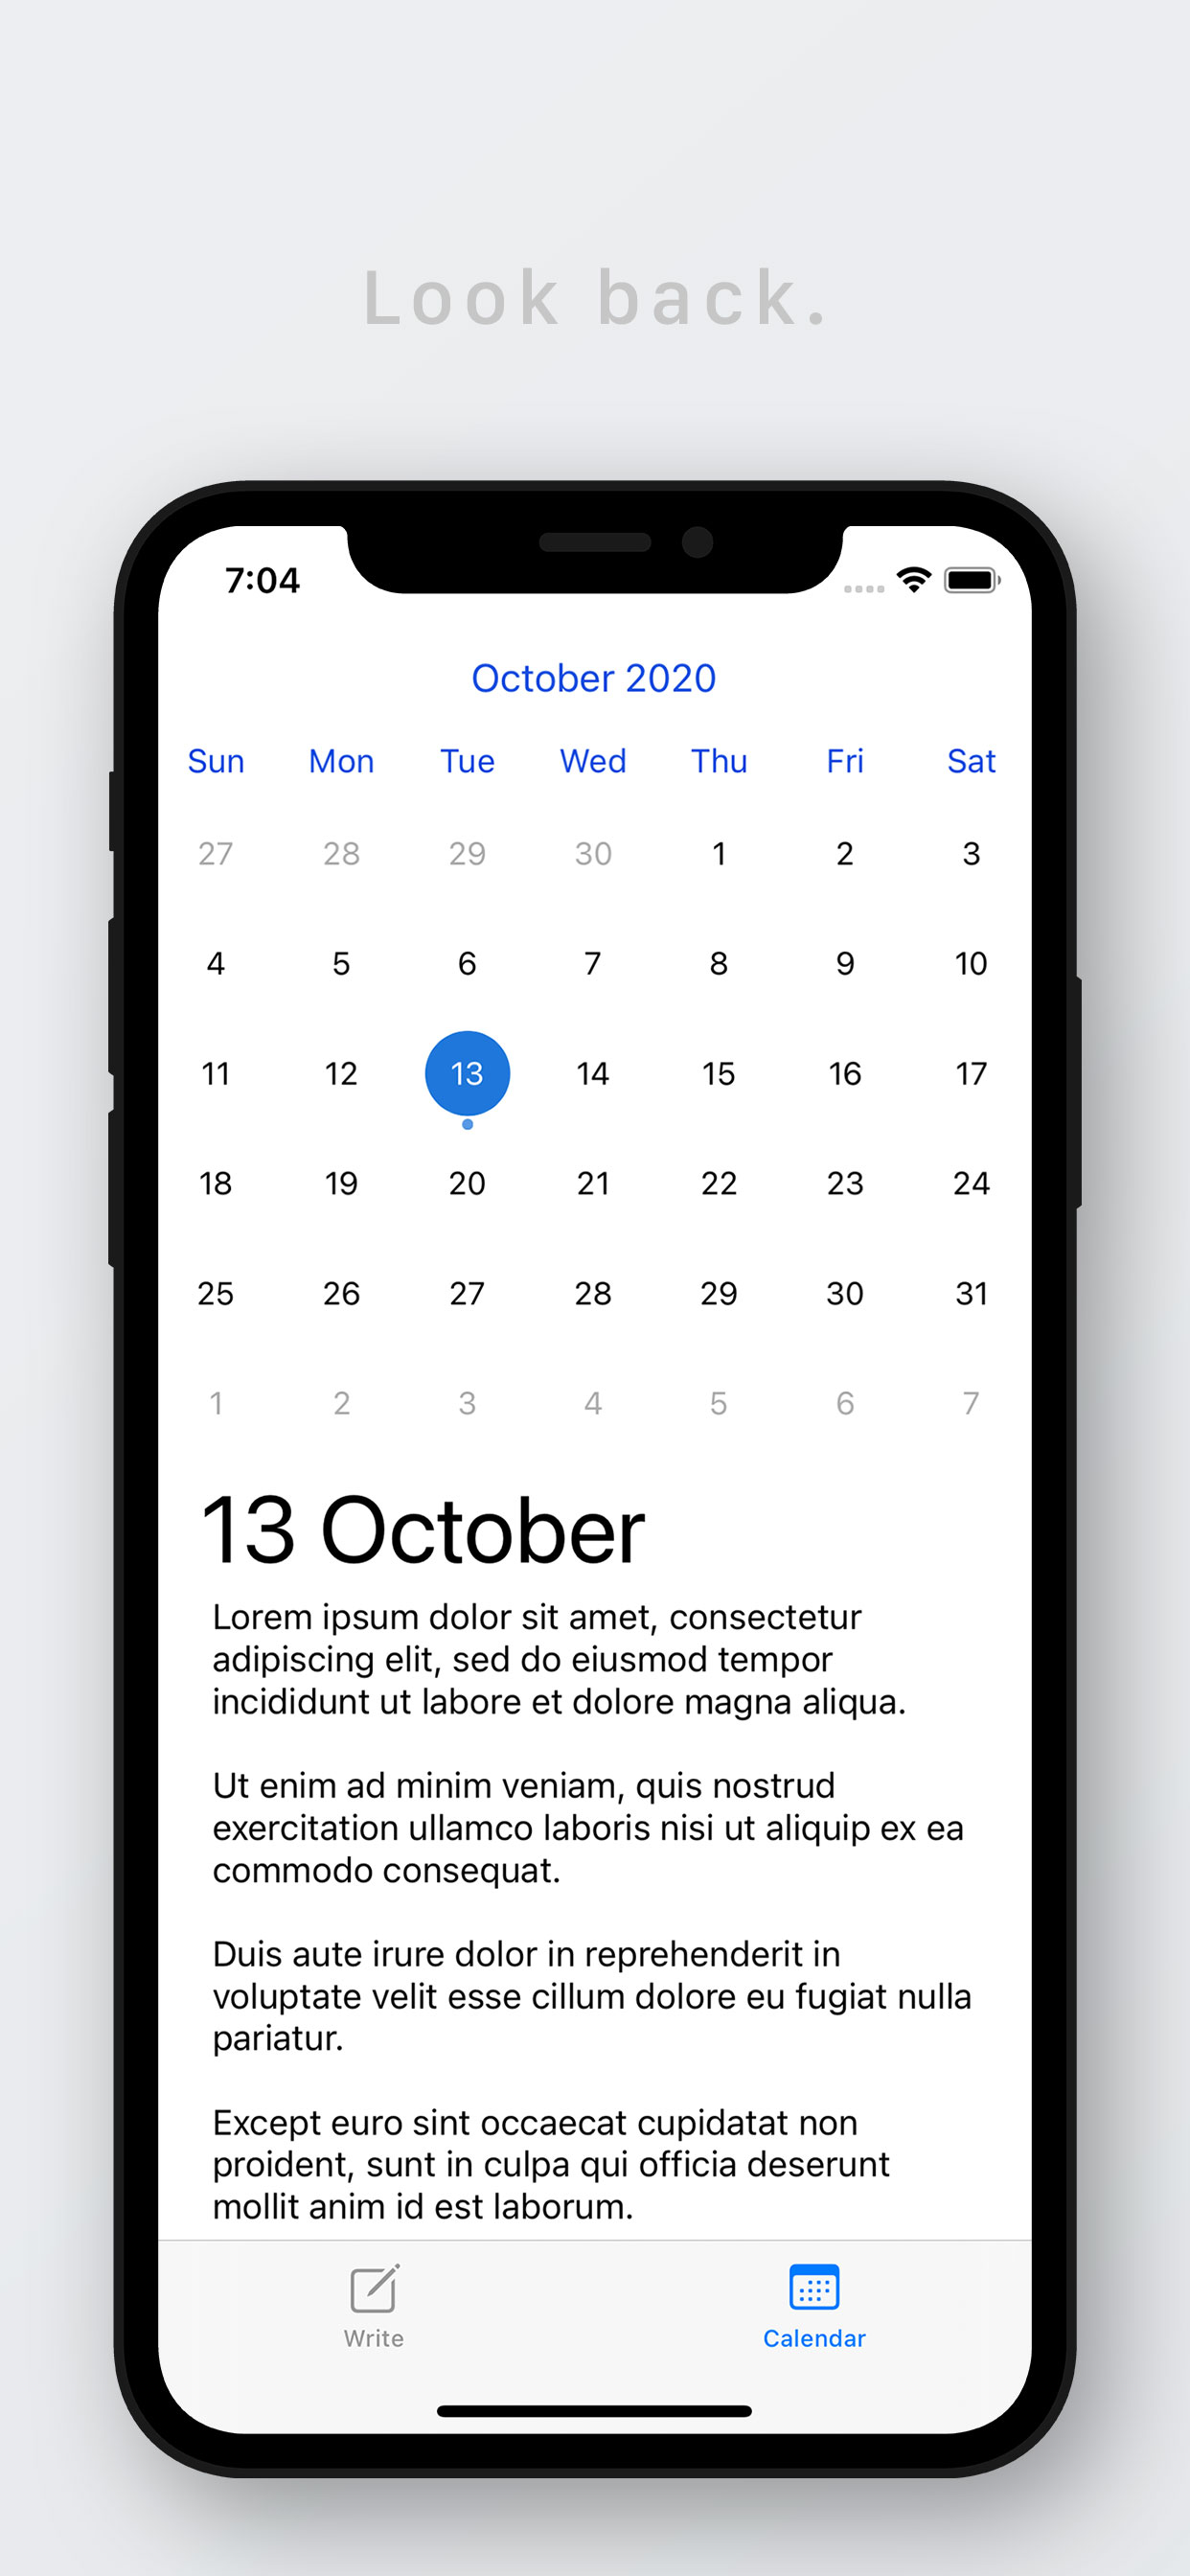 Look back.
7:04
October 2020
Sun Mon Tue Wed Thu Fri Sat
27 28 29 30 1 2 3
4 5 6 7 8 9 10
11 12 13 14 15 16 17
18 19 20 21 22 23 24
25 26 27 28 29 30 31
1 2 3 4 5 6 7
13 October
Lorem ipsum dolor sit amet, consectetur
adipiscing elit, sed do eiusmod tempor
incididunt ut labore et dolore magna aliqua.
Ut enim ad minim veniam, quis nostrud
exercitation ullamco laboris nisi ut aliquip ex ea
commodo consequat.
Duis aute irure dolor in reprehenderit in
voluptate velit esse cillum dolore eu fugiat nulla
pariatur.
Except euro sint occaecat cupidatat non
proident, sunt in culpa qui officia deserunt
mollit anim id est laborum.
Write Calendar